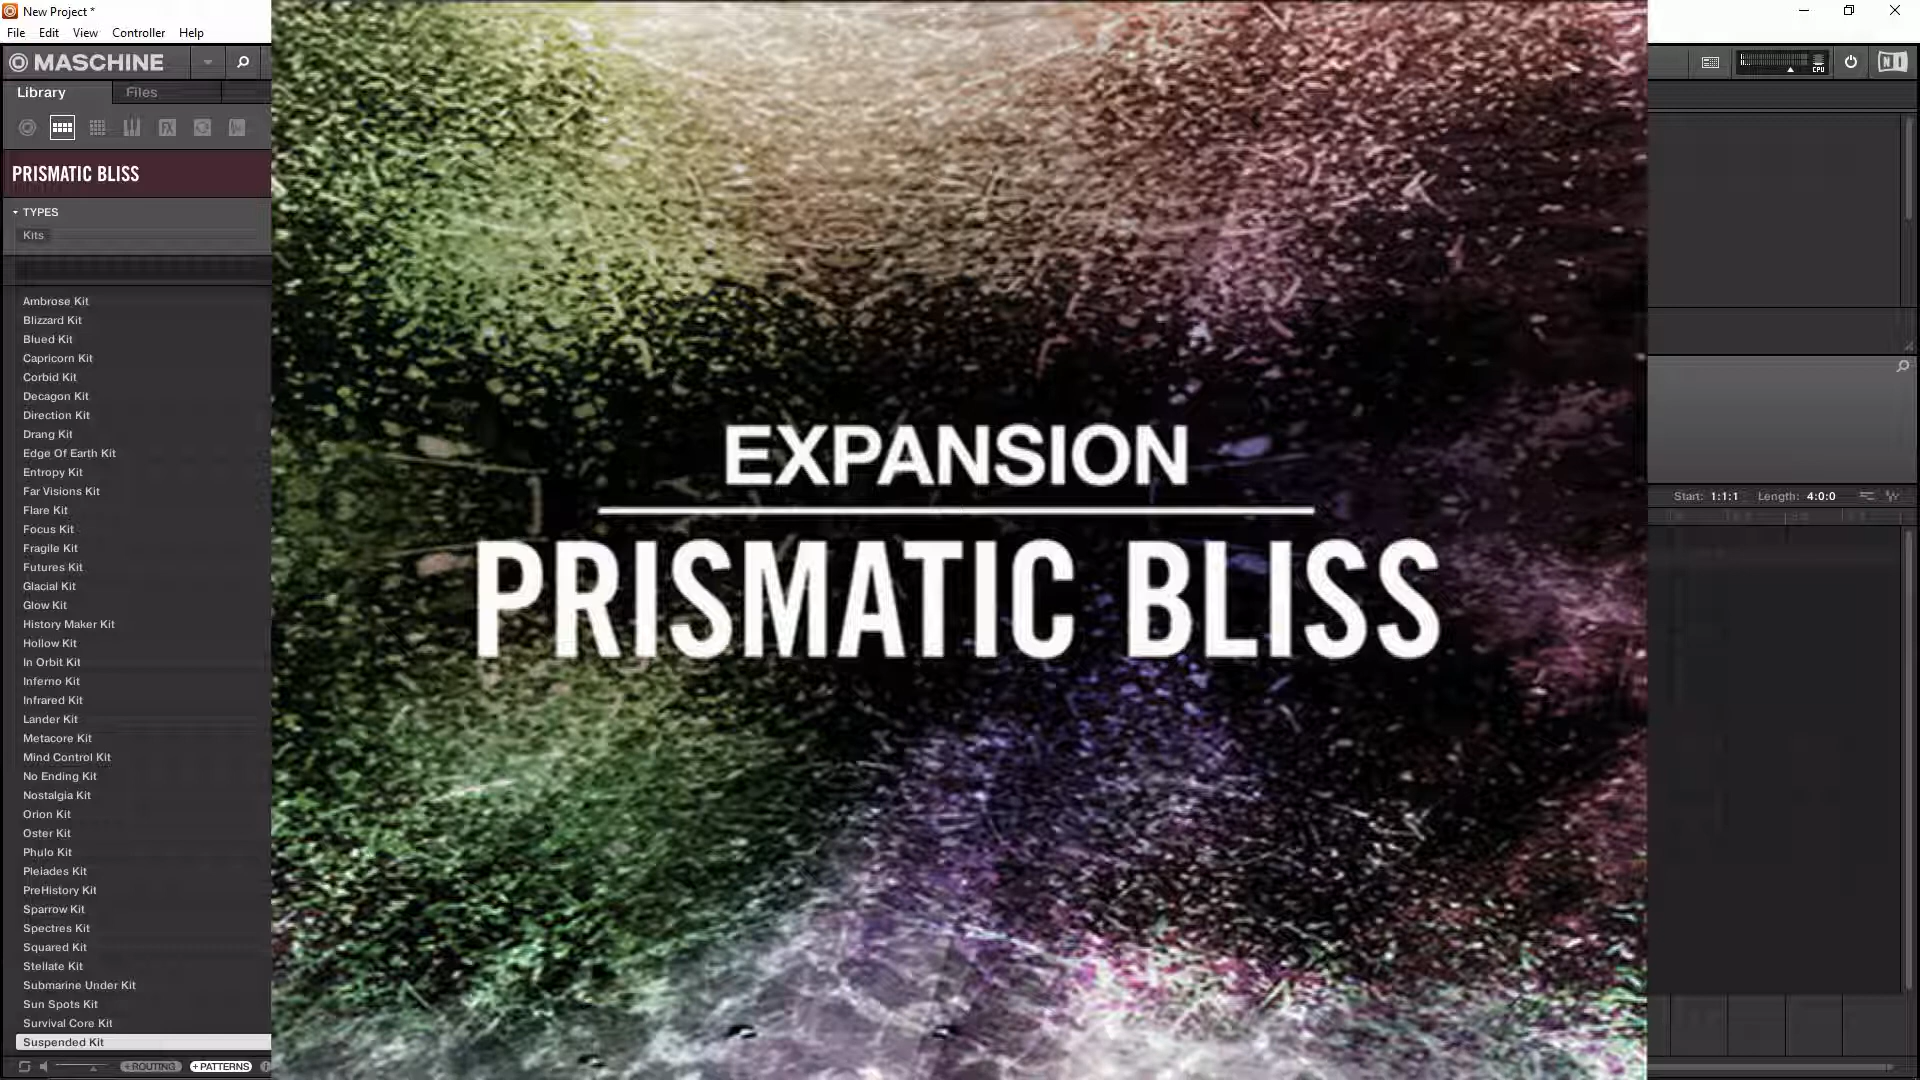 New Project *
File Edit View Controller Help
MASCHINE
Library Files
FX
CPU
NI
PRISMATIC BLISS
TYPES
Kits
Ambrose Kit
Blizzard Kit
Blued Kit
Capricorn Kit
Corbid Kit
Decagon Kit
Direction Kit
Drang Kit
Edge Of Earth Kit
Entropy Kit
Far Visions Kit
Flare Kit
Focus Kit
Fragile Kit
Futures Kit
Glacial Kit
Glow Kit
History Maker Kit
Hollow Kit
In Orbit Kit
Inferno Kit
Infrared Kit
Lander Kit
Metacore Kit
Mind Control Kit
No Ending Kit
Nostalgia Kit
Orion Kit
Oster Kit
Phulo Kit
Pleiades Kit
PreHistory Kit
Sparrow Kit
Spectres Kit
Squared Kit
Stellate Kit
Submarine Under Kit
Sun Spots Kit
Survival Core Kit
Suspended Kit
+ROUTING +PATTERNS
EXPANSION
PRISMATIC BLISS
Start: 1:1:1 Length: 4:0:0